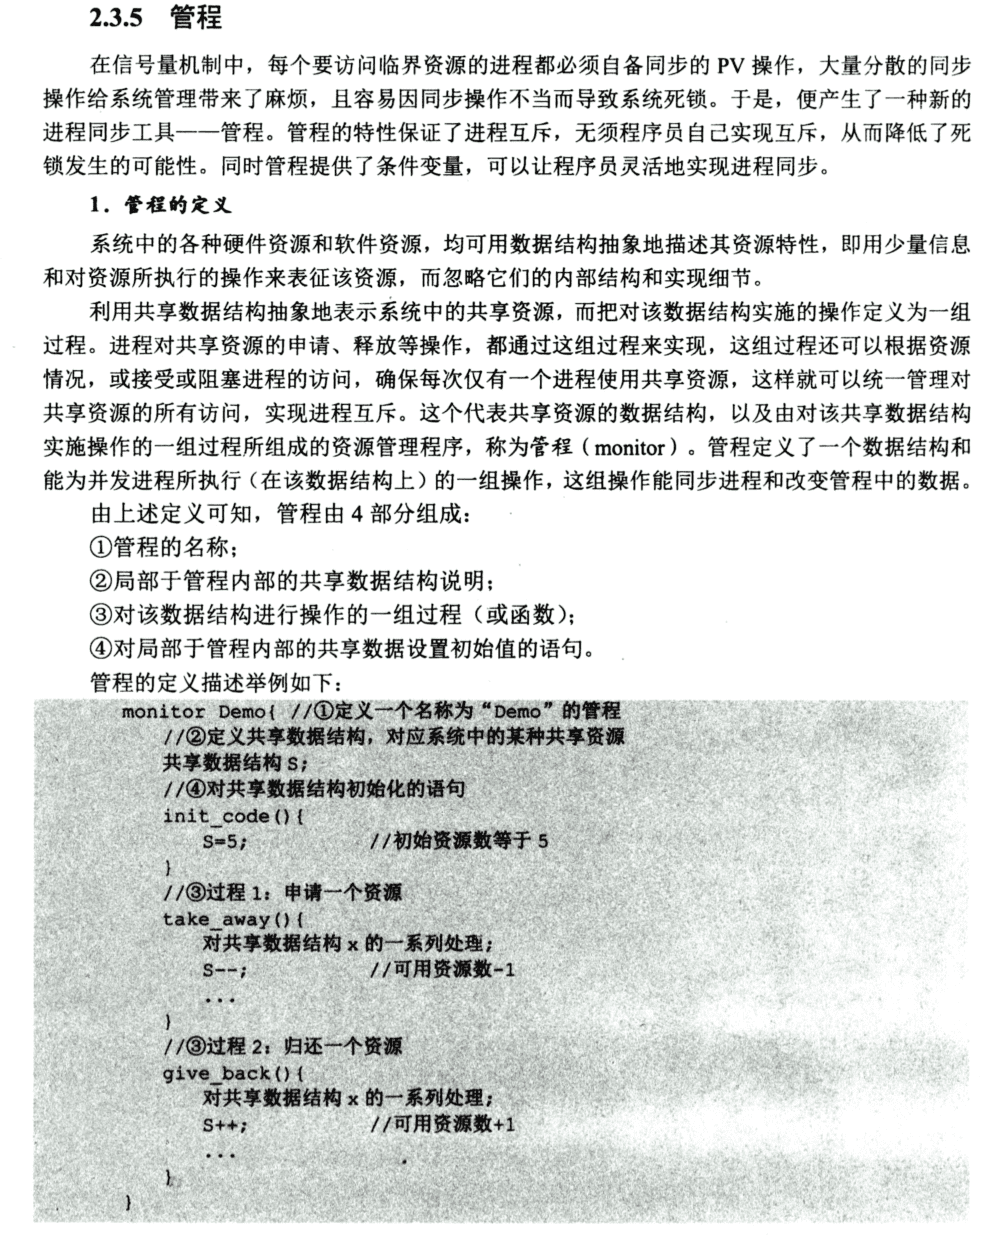 2.3.5 管程
在信号量机制中，每个要访问临界资源的进程都必须自备同步的 PV 操作，大量分散的同步
操作给系统管理带来了麻烦，且容易因同步操作不当而导致系统死锁。于是，便产生了一种新的
进程同步工具——管程。管程的特性保证了进程互斥，无须程序员自己实现互斥，从而降低了死
锁发生的可能性。同时管程提供了条件变量，可以让程序员灵活地实现进程同步。
1．管程的定义
系统中的各种硬件资源和软件资源，均可用数据结构抽象地描述其资源特性，即用少量信息
和对资源所执行的操作来表征该资源，而忽略它们的内部结构和实现细节。
利用共享数据结构抽象地表示系统中的共享资源，而把对该数据结构实施的操作定义为一组
过程。进程对共享资源的申请、释放等操作，都通过这组过程来实现，这组过程还可以根据资源
情况，或接受或阻塞进程的访问，确保每次仅有一个进程使用共享资源，这样就可以统一管理对
共享资源的所有访问，实现进程互斥。这个代表共享资源的数据结构，以及由对该共享数据结构
实施操作的一组过程所组成的资源管理程序，称为管程（monitor）。管程定义了一个数据结构和
能为并发进程所执行（在该数据结构上）的一组操作，这组操作能同步进程和改变管程中的数据。
由上述定义可知，管程由 4 部分组成：
①管程的名称；
②局部于管程内部的共享数据结构说明；
③对该数据结构进行操作的一组过程（或函数）；
④对局部于管程内部的共享数据设置初始值的语句。
管程的定义描述举例如下：
monitor Demo{ //①定义一个名称为“Demo”的管程
//②定义共享数据结构，对应系统中的某种共享资源
共享数据结构 S;
//④对共享数据结构初始化的语句
init_code(){
S=5; //初始资源数等于 5
}
//③过程 1：申请一个资源
take_away(){
对共享数据结构 x 的一系列处理;
S--; //可用资源数-1
...
}
//③过程 2：归还一个资源
give_back(){
对共享数据结构 x 的一系列处理;
S++; //可用资源数+1
...
}
}